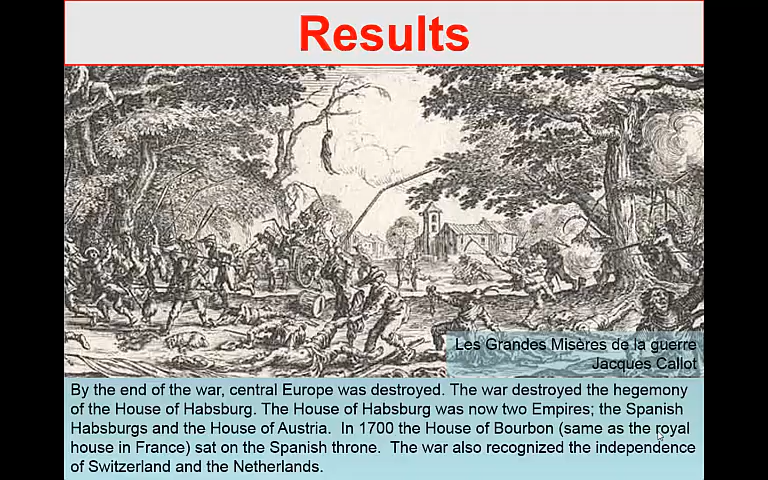 Results
Les Grandes Misères de la guerre
Jacques Callot
By the end of the war, central Europe was destroyed. The war destroyed the hegemony
of the House of Habsburg. The House of Habsburg was now two Empires; the Spanish
Habsburgs and the House of Austria. In 1700 the House of Bourbon (same as the royal
house in France) sat on the Spanish throne. The war also recognized the independence
of Switzerland and the Netherlands.